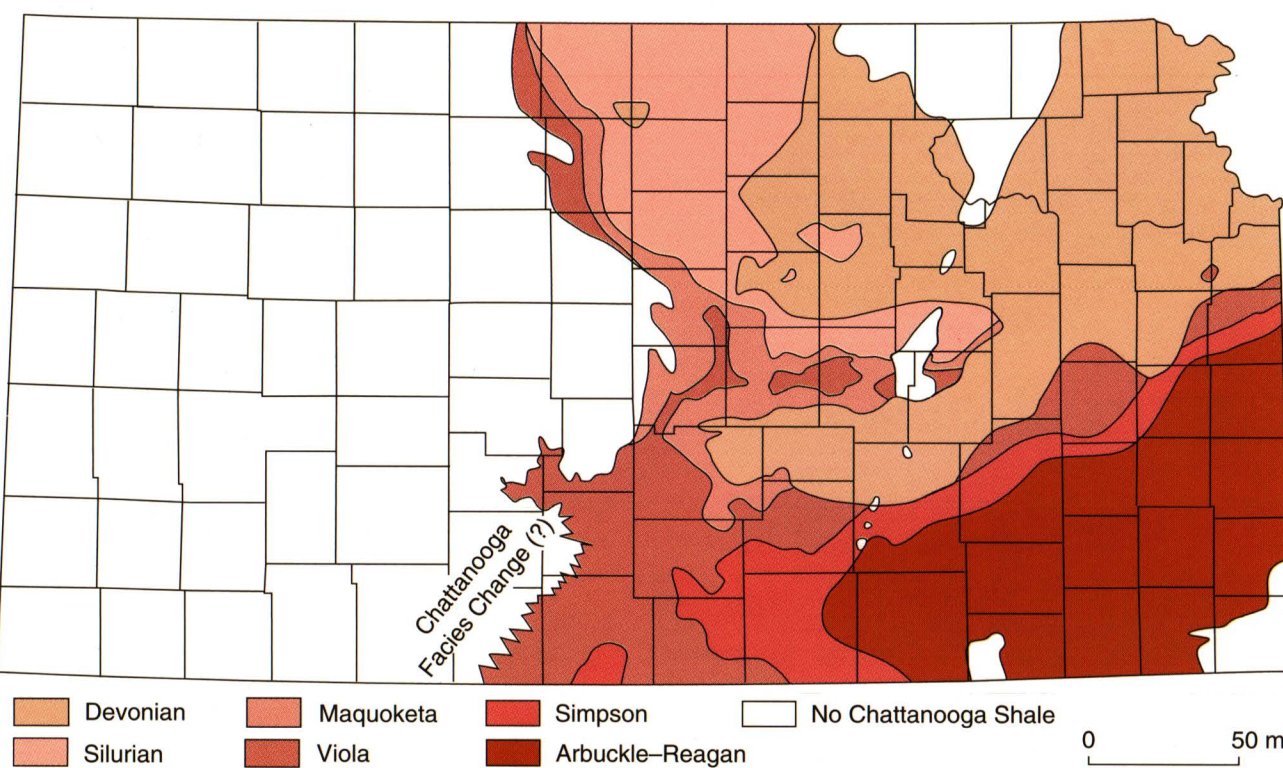 Chattanooga
Facies Change (?)
Devonian
Maquoketa
Simpson
No Chattanooga Shale
Silurian
Viola
Arbuckle–Reagan
0
50 m